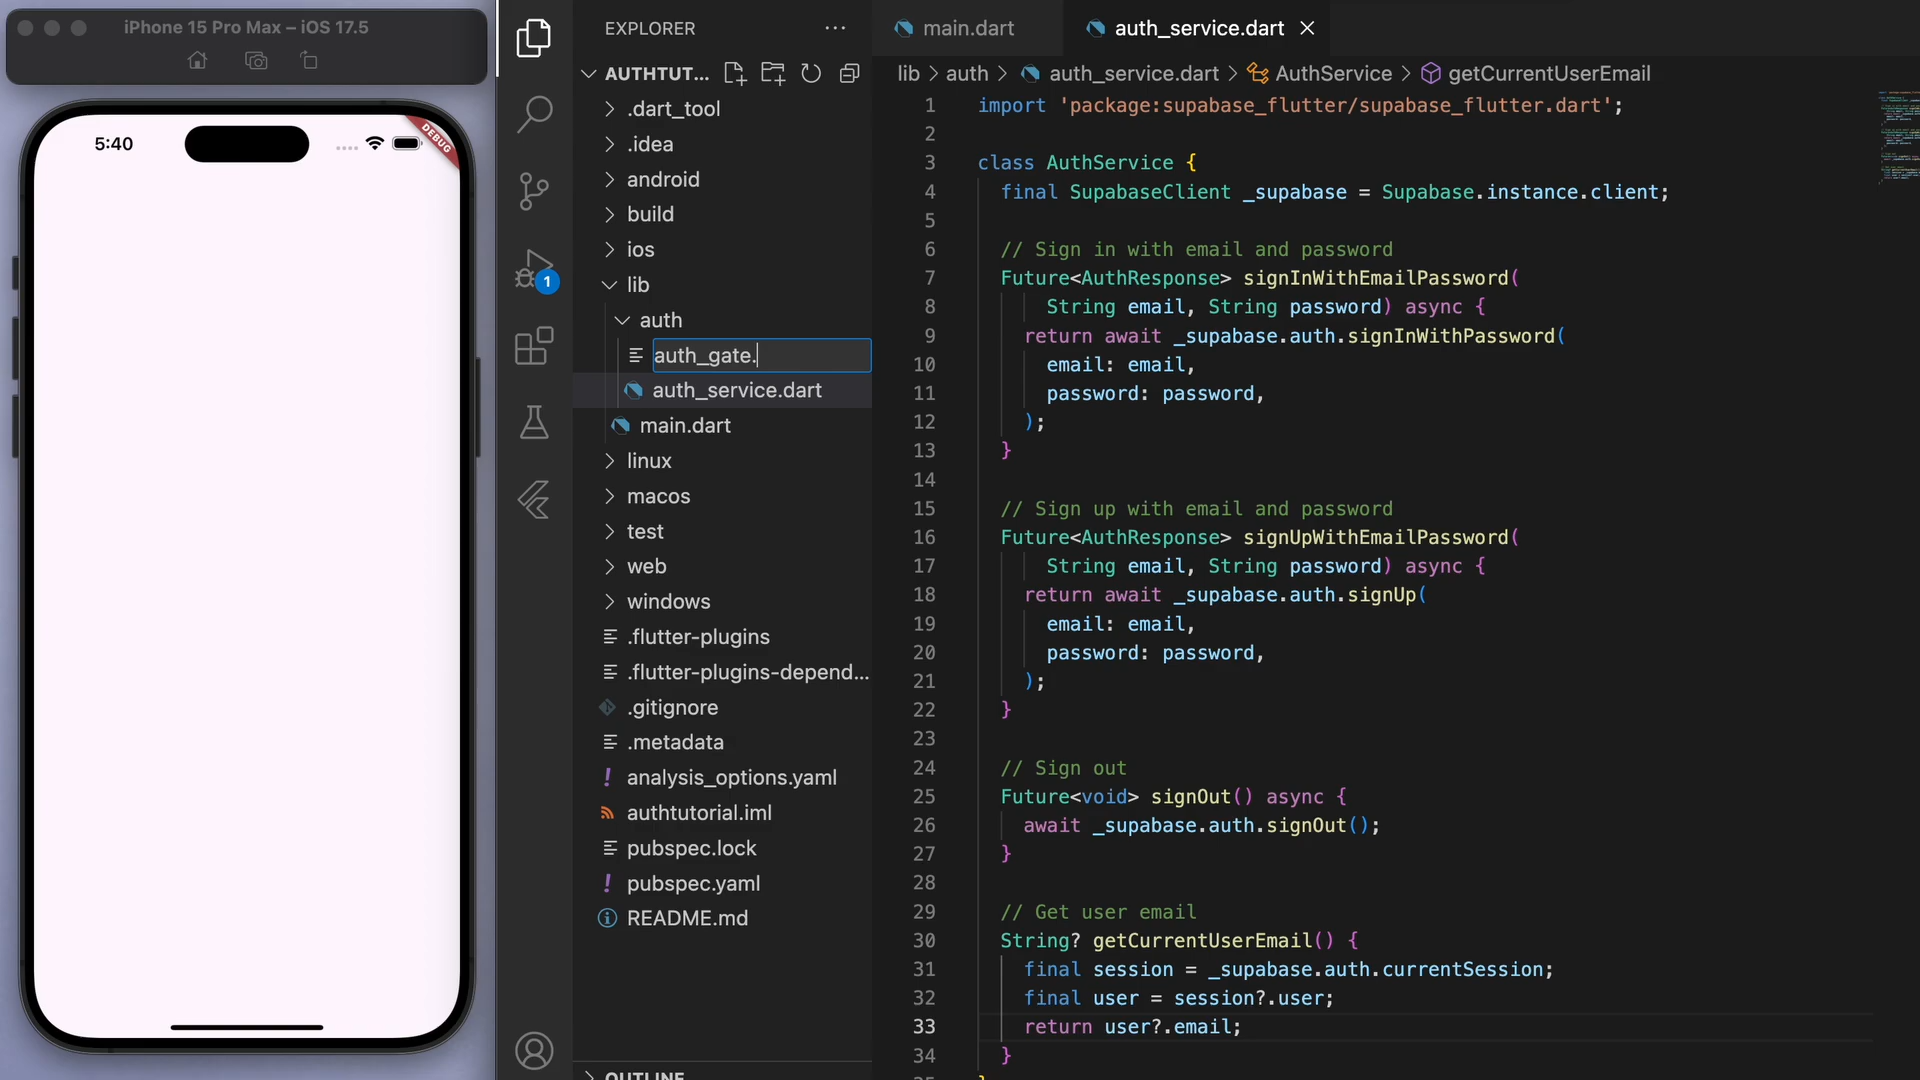 iPhone 15 Pro Max – iOS 17.5
5:40
DEBUG
1
EXPLORER
AUTHTUT...
.dart_tool
.idea
android
build
ios
lib
auth
auth_gate.
auth_service.dart
main.dart
linux
macos
test
web
windows
.flutter-plugins
.flutter-plugins-depend...
.gitignore
.metadata
analysis_options.yaml
authtutorial.iml
pubspec.lock
pubspec.yaml
README.md
OUTLINE
main.dart
auth_service.dart
lib > auth > auth_service.dart > AuthService > getCurrentUserEmail
1 import 'package:supabase_flutter/supabase_flutter.dart';
2
3 class AuthService {
4 final SupabaseClient _supabase = Supabase.instance.client;
5
6 // Sign in with email and password
7 Future<AuthResponse> signInWithEmailPassword(
8 String email, String password) async {
9 return await _supabase.auth.signInWithPassword(
10 email: email,
11 password: password,
12 );
13 }
14
15 // Sign up with email and password
16 Future<AuthResponse> signUpWithEmailPassword(
17 String email, String password) async {
18 return await _supabase.auth.signUp(
19 email: email,
20 password: password,
21 );
22 }
23
24 // Sign out
25 Future<void> signOut() async {
26 await _supabase.auth.signOut();
27 }
28
29 // Get user email
30 String? getCurrentUserEmail() {
31 final session = _supabase.auth.currentSession;
32 final user = session?.user;
33 return user?.email;
34 }